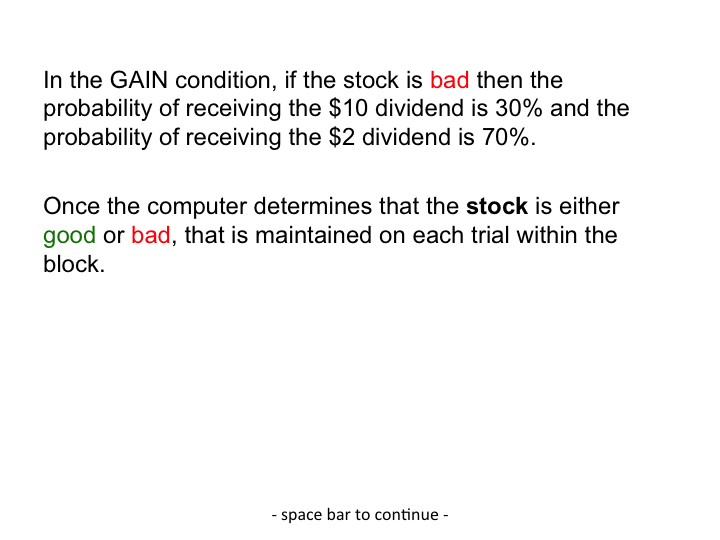 In the GAIN condition, if the stock is bad then the
probability of receiving the $10 dividend is 30% and the
probability of receiving the $2 dividend is 70%.
Once the computer determines that the stock is either
good or bad, that is maintained on each trial within the
block.
- space bar to continue -